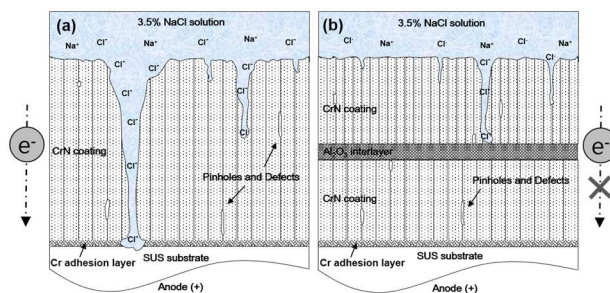 (a)
3.5% NaCl solution
Na⁺
Cl⁻
Na⁺
Cl⁻
Cl⁻
Cl⁻
Cl⁻
Cl⁻
Cl⁻
Cl⁻
Cl⁻
Cl⁻
Cl⁻
Cl⁻
e⁻
CrN coating
Pinholes and Defects
Cr adhesion layer
SUS substrate
Anode (+)
(b)
3.5% NaCl solution
Na⁺
Cl⁻
Na⁺
Cl⁻
Cl⁻
Cl⁻
Cl⁻
Cl⁻
Cl⁻
CrN coating
Al₂O₃ interlayer
e⁻
Pinholes and Defects
CrN coating
Cr adhesion layer
SUS substrate
Anode (+)